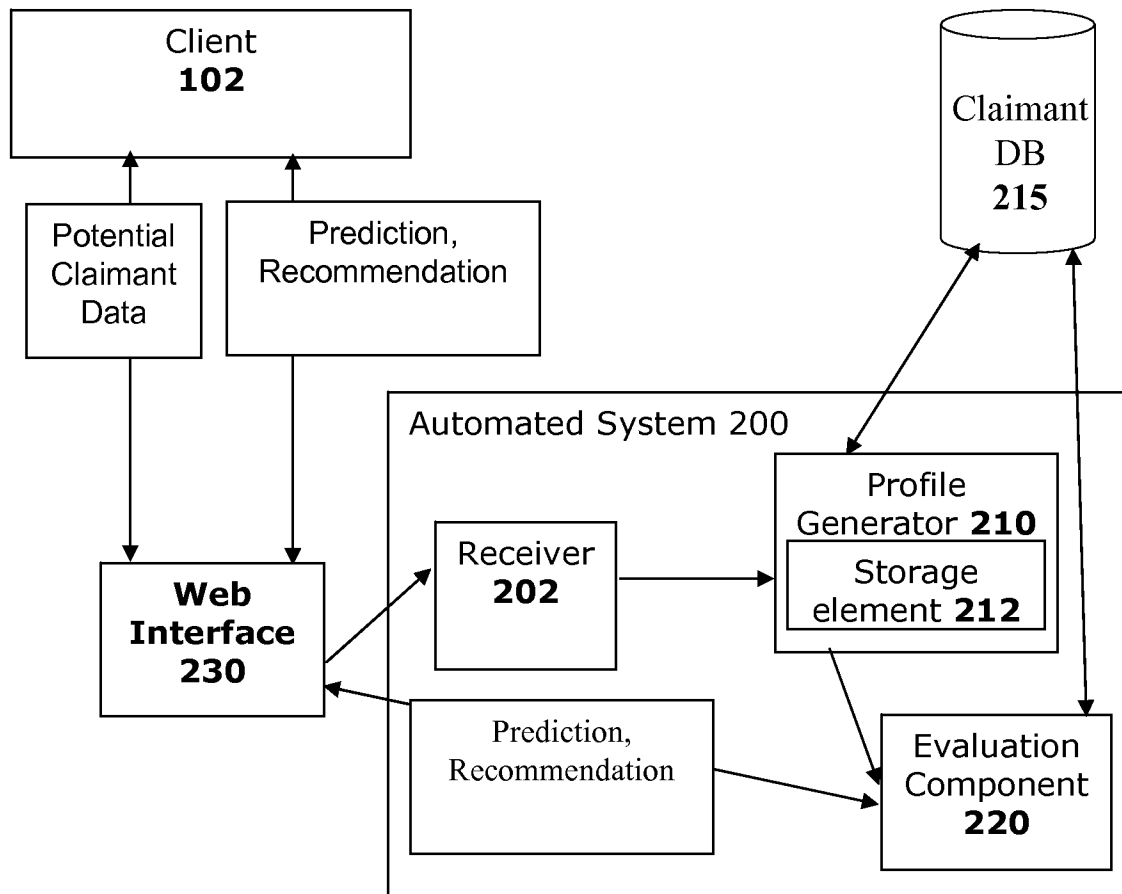 Client
102
Claimant
DB
215
Potential
Claimant
Data
Prediction,
Recommendation
Automated System 200
Profile
Generator 210
Storage
element 212
Receiver
202
Web
Interface
230
Prediction,
Recommendation
Evaluation
Component
220